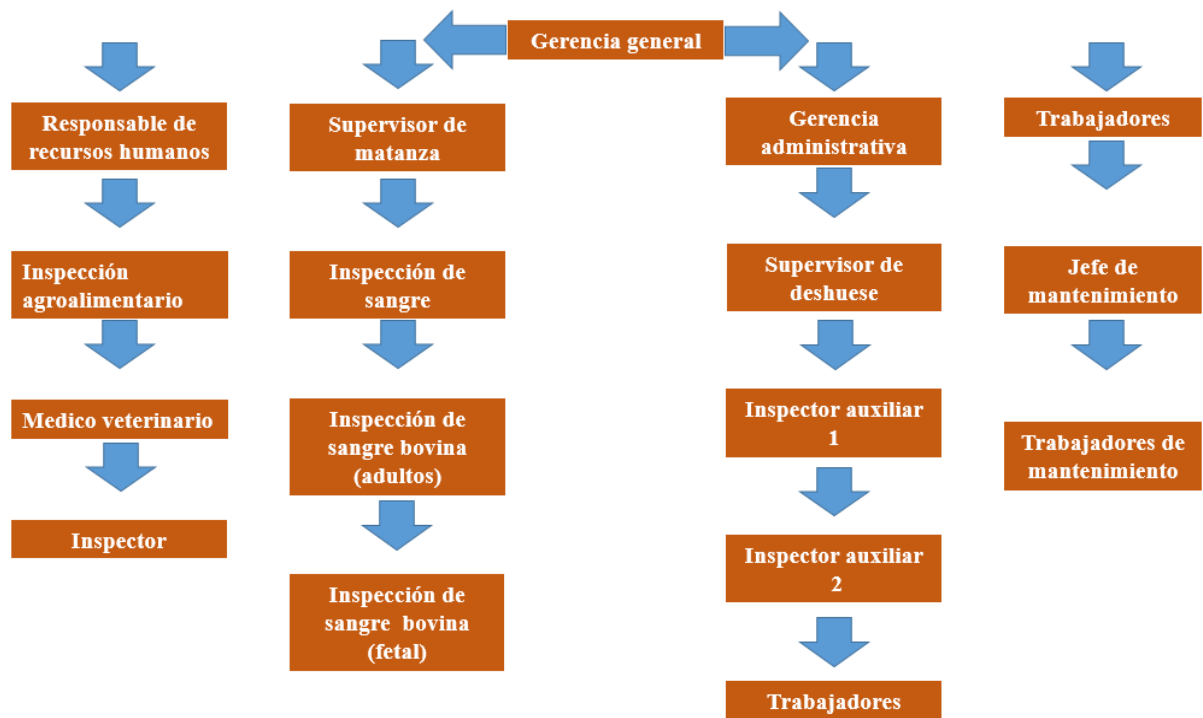 Gerencia general
Responsable de
recursos humanos
Inspección
agroalimentario
Medico veterinario
Inspector
Supervisor de
matanza
Inspección de
sangre
Inspección de
sangre bovina
(adultos)
Inspección de
sangre bovina
(fetal)
Gerencia
administrativa
Supervisor de
deshuese
Inspector auxiliar
1
Inspector auxiliar
2
Trabajadores
Trabajadores
Jefe de
mantenimiento
Trabajadores de
mantenimiento